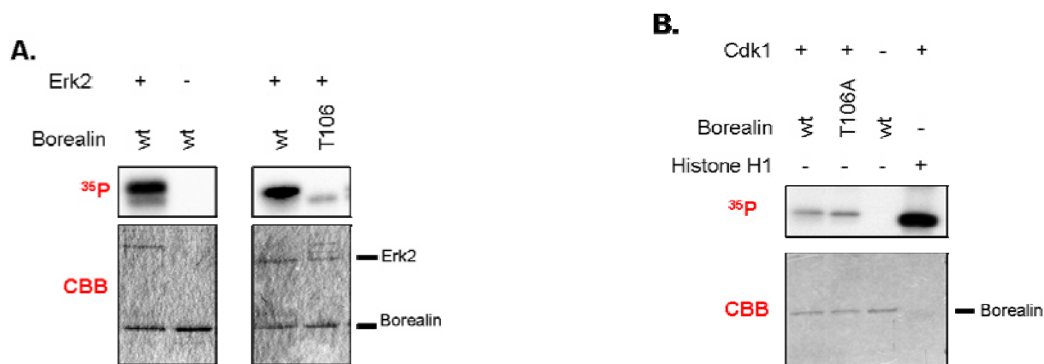 A.
Erk2 + - + +
Borealin wt wt wt T106
³⁵P
CBB
Erk2
Borealin
B.
Cdk1 + + - +
Borealin wt T106A wt -
Histone H1 - - - +
³⁵P
CBB
Borealin